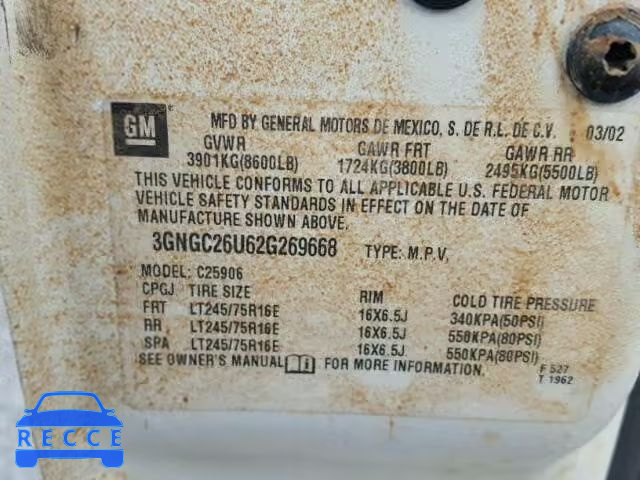 GM ®
MFD BY GENERAL MOTORS DE MEXICO, S. DE R.L. DE C.V. 03/02
GVWR GAWR FRT GAWR RR
3901KG(8600LB) 1724KG(3800LB) 2495KG(5500LB)
THIS VEHICLE CONFORMS TO ALL APPLICABLE U.S. FEDERAL MOTOR
VEHICLE SAFETY STANDARDS IN EFFECT ON THE DATE OF
MANUFACTURE SHOWN ABOVE.
3GNGC26U62G269668 TYPE: M.P.V.
MODEL: C25906
CPGJ TIRE SIZE RIM COLD TIRE PRESSURE
FRT LT245/75R16E 16X6.5J 340KPA(50PSI)
RR LT245/75R16E 16X6.5J 550KPA(80PSI)
SPA LT245/75R16E 16X6.5J 550KPA(80PSI)
SEE OWNER'S MANUAL FOR MORE INFORMATION.
F 527
T 1962
RECCE